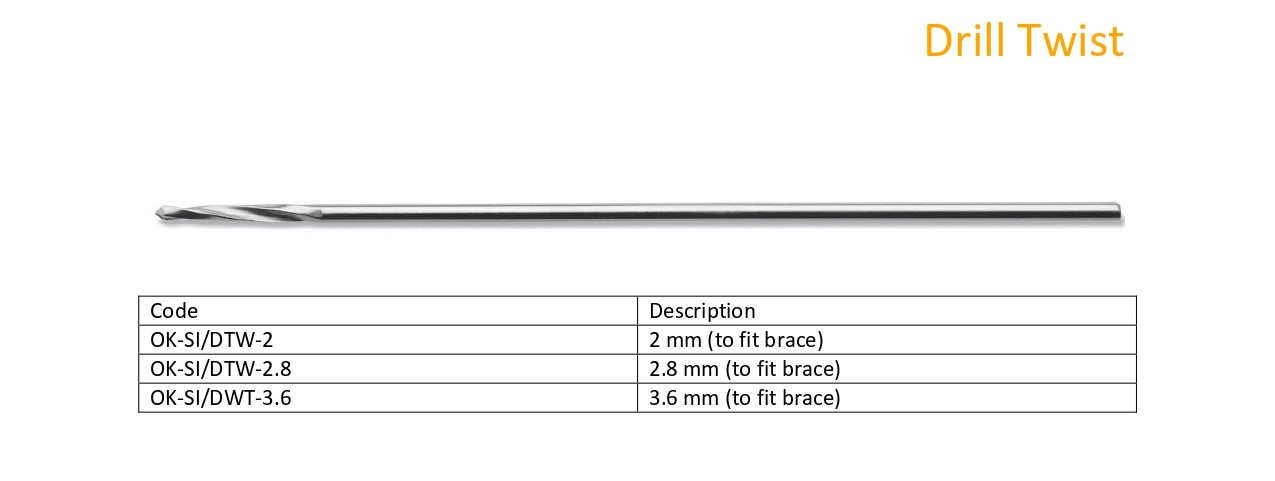 Drill Twist
Code Description
OK-SI/DTW-2 2 mm (to fit brace)
OK-SI/DTW-2.8 2.8 mm (to fit brace)
OK-SI/DWT-3.6 3.6 mm (to fit brace)